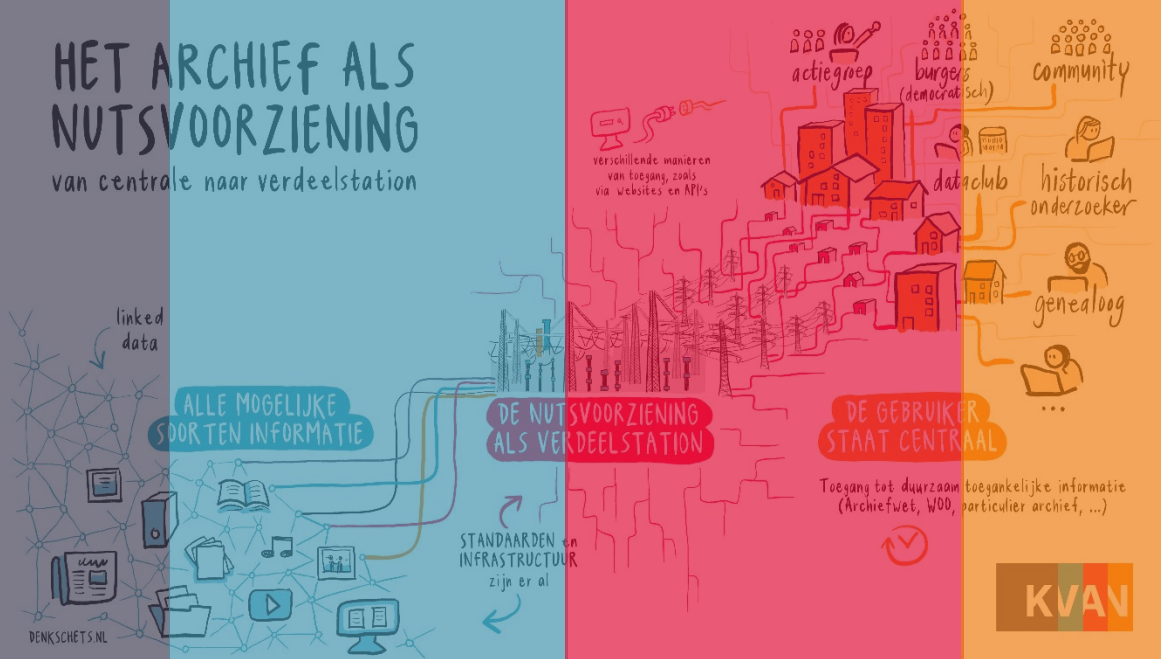 HET ARCHIEF ALS
NUTSVOORZIENING
van centrale naar verdeelstation
actiegroep
burgers
(democratisch)
community
verschillende manieren
van toegang, zoals
via websites en API's
dataclub
historisch
onderzoeker
genealoog
...
linked
data
ALLE MOGELIJKE
SOORTEN INFORMATIE
DE NUTSVOORZIENING
ALS VERDEELSTATION
DE GEBRUIKER
STAAT CENTRAAL
Toegang tot duurzaam toegankelijke informatie
(Archiefwet, WOO, particulier archief, ...)
STANDAARDEN en
INFRASTRUCTUUR
zijn er al
DENKSCHETS.NL
KVAN